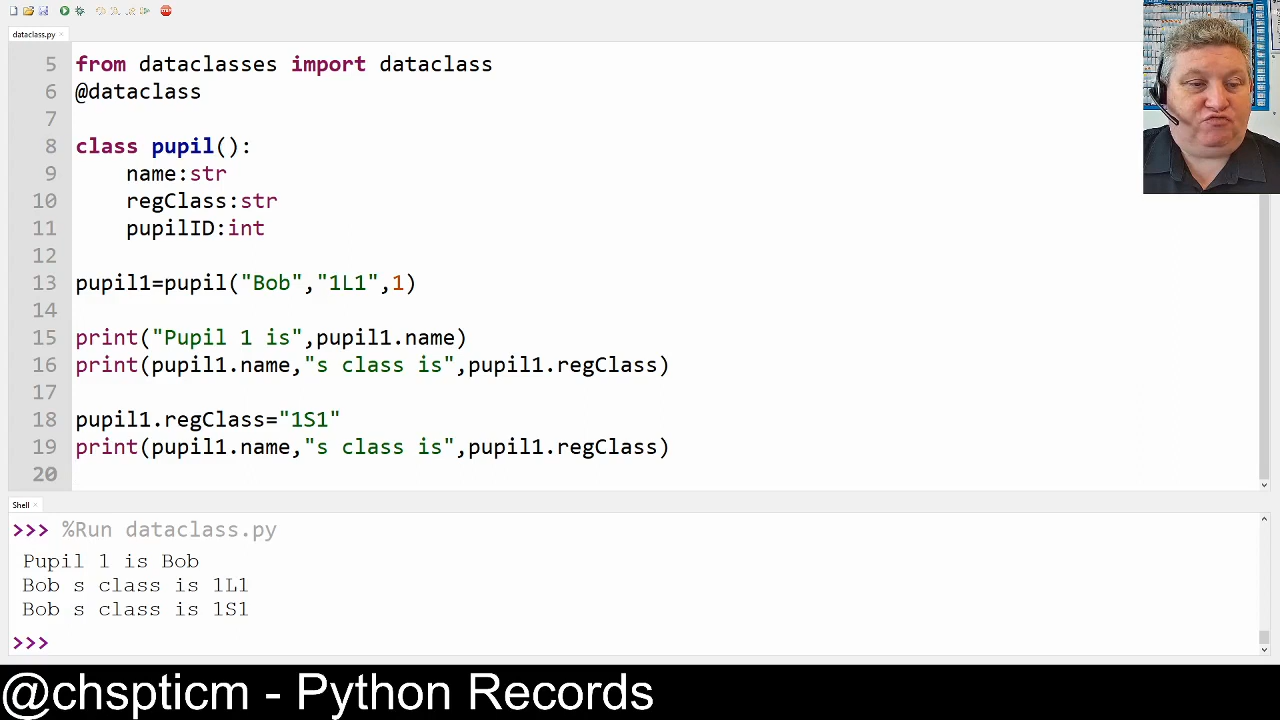 dataclass.py
5 from dataclasses import dataclass
6 @dataclass
7
8 class pupil():
9 name:str
10 regClass:str
11 pupilID:int
12
13 pupil1=pupil("Bob","1L1",1)
14
15 print("Pupil 1 is",pupil1.name)
16 print(pupil1.name,"s class is",pupil1.regClass)
17
18 pupil1.regClass="1S1"
19 print(pupil1.name,"s class is",pupil1.regClass)
20
Shell
>>> %Run dataclass.py
Pupil 1 is Bob
Bob s class is 1L1
Bob s class is 1S1
>>>
@chspticm - Python Records